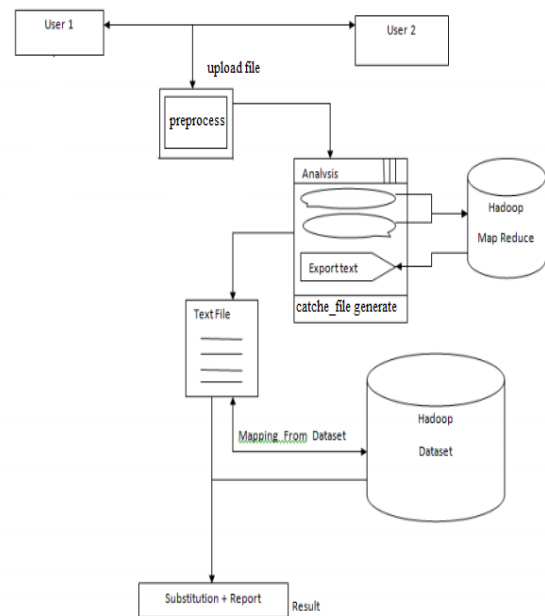 User 1
User 2
upload file
preprocess
Analvsis
Hadoop
Map Reduce
Export text
catche_file generate
Text File
Hadoop
Dataset
Mapping From Dataset
Substitution + Report
Result